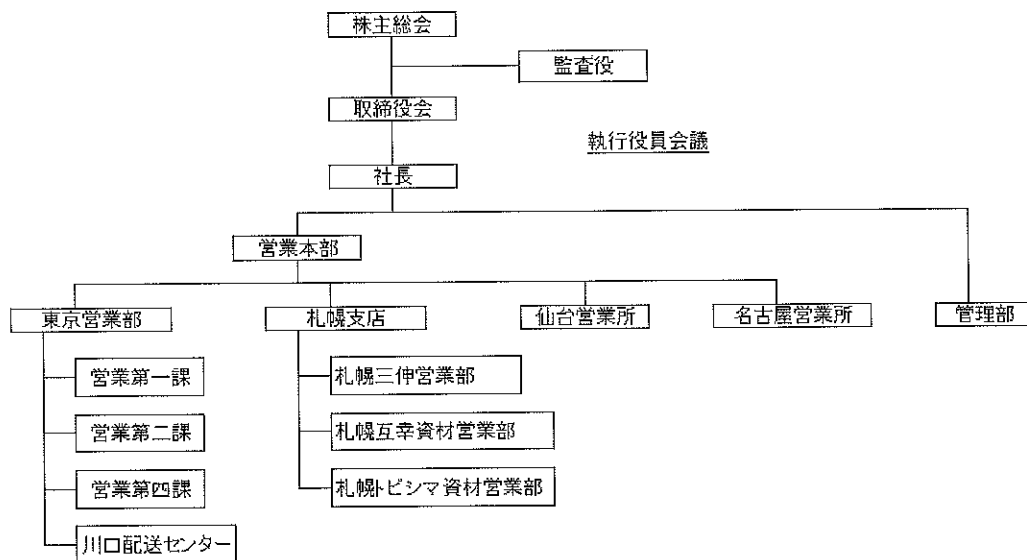 株主総会
監査役
取締役会
執行役員会議
社長
営業本部
東京営業部
札幌支店
仙台営業所
名古屋営業所
管理部
営業第一課
札幌三伸営業部
営業第二課
札幌互幸資材営業部
営業第四課
札幌トビシマ資材営業部
川口配送センター